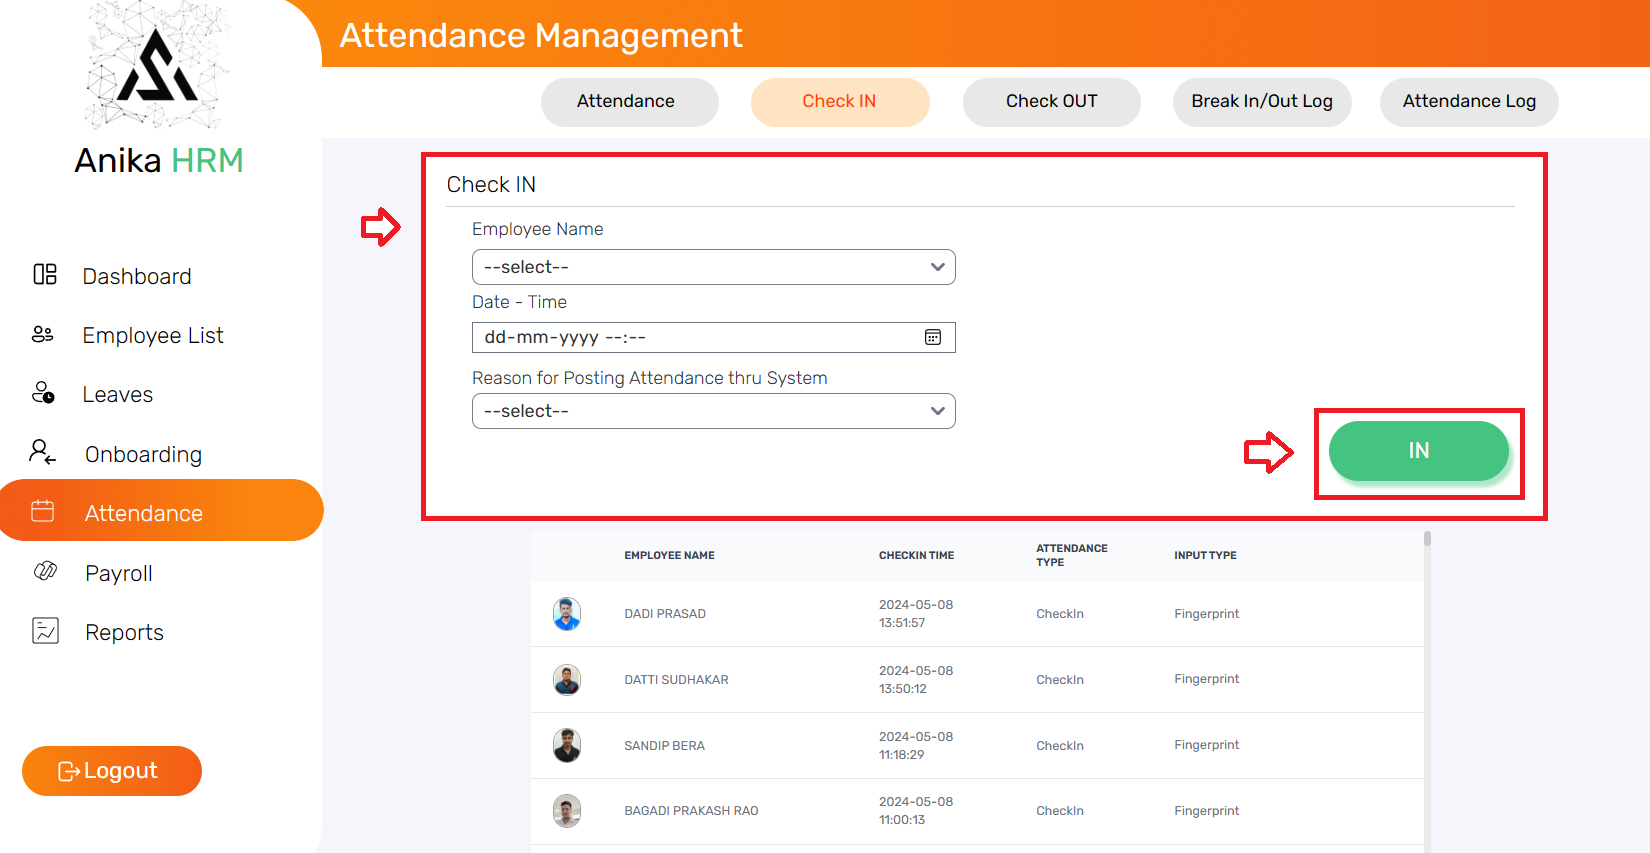 Attendance Management
Attendance
Check IN
Check OUT
Break In/Out Log
Attendance Log
Anika HRM
Dashboard
Employee List
Leaves
Onboarding
Attendance
Payroll
Reports
Logout
Check IN
Employee Name
--select--
Date - Time
dd-mm-yyyy --:--
Reason for Posting Attendance thru System
--select--
IN
EMPLOYEE NAME
CHECKIN TIME
ATTENDANCE
TYPE
INPUT TYPE
DADI PRASAD
2024-05-08
13:51:57
CheckIn
Fingerprint
DATTI SUDHAKAR
2024-05-08
13:50:12
CheckIn
Fingerprint
SANDIP BERA
2024-05-08
11:18:29
CheckIn
Fingerprint
BAGADI PRAKASH RAO
2024-05-08
11:00:13
CheckIn
Fingerprint